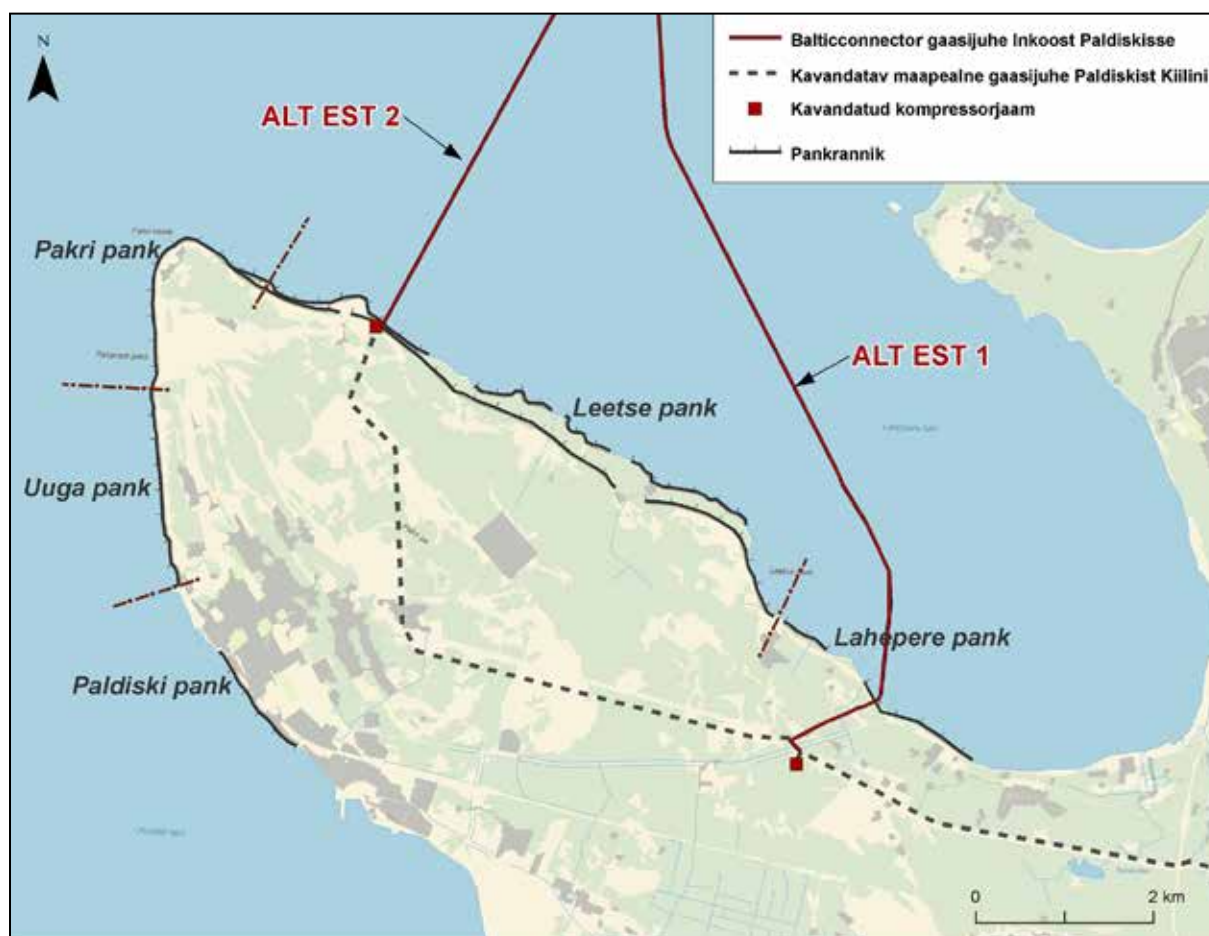 N
Balticconnector gaasijuhe Inkoost Paldiskisse
Kavandatav maapealne gaasijuhe Paldiskist Kiilini
Kavandatud kompressorjaam
Pankrannik
ALT EST 2
Pakri pank
ALT EST 1
Leetse pank
Uuga pank
Lahepere pank
Paldiski pank
0 2 km